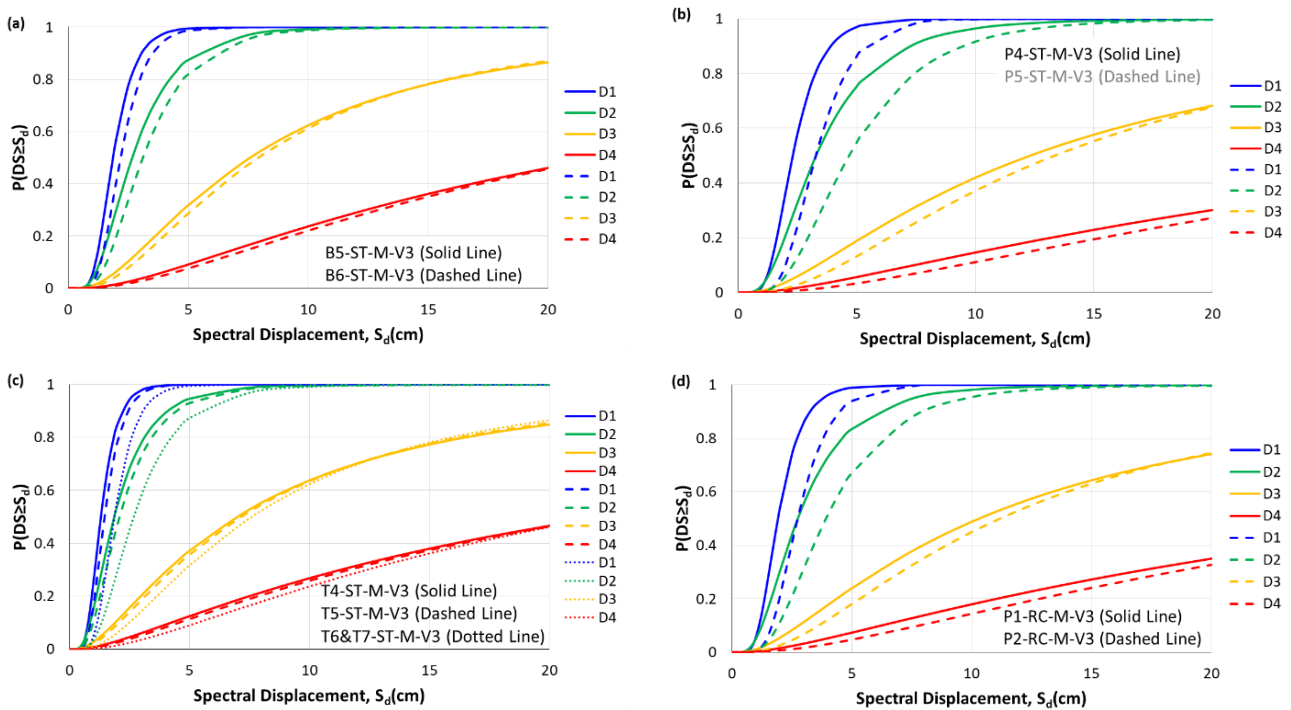 (a)
1
0.8
0.6
0.4
0.2
0
P(DS≥S_d)
0 5 10 15 20
Spectral Displacement, S_d(cm)
B5-ST-M-V3 (Solid Line)
B6-ST-M-V3 (Dashed Line)
D1
D2
D3
D4
D1
D2
D3
D4
(b)
1
0.8
0.6
0.4
0.2
0
P(DS≥S_d)
0 5 10 15 20
Spectral Displacement, S_d(cm)
P4-ST-M-V3 (Solid Line)
P5-ST-M-V3 (Dashed Line)
D1
D2
D3
D4
D1
D2
D3
D4
(c)
1
0.8
0.6
0.4
0.2
0
P(DS≥S_d)
0 5 10 15 20
Spectral Displacement, S_d(cm)
T4-ST-M-V3 (Solid Line)
T5-ST-M-V3 (Dashed Line)
T6&T7-ST-M-V3 (Dotted Line)
D1
D2
D3
D4
D1
D2
D3
D4
D1
D2
D3
D4
(d)
1
0.8
0.6
0.4
0.2
0
P(DS≥S_d)
0 5 10 15 20
Spectral Displacement, S_d(cm)
P1-RC-M-V3 (Solid Line)
P2-RC-M-V3 (Dashed Line)
D1
D2
D3
D4
D1
D2
D3
D4